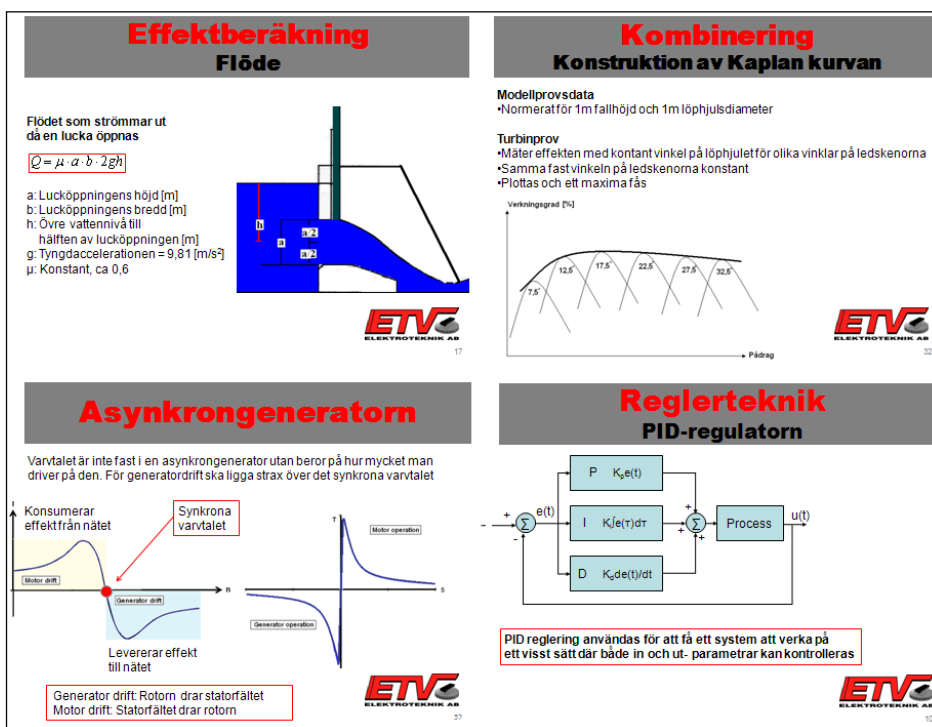 Effektberäkning
Flöde
Flödet som strömmar ut
då en lucka öppnas
Q = μ · a · b · 2gh
a: Lucköppningens höjd [m]
b: Lucköppningens bredd [m]
h: Övre vattennivå till
hälften av lucköppningen [m]
g: Tyngdaccelerationen = 9,81 [m/s²]
μ: Konstant, ca 0,6
h
a
a/2
a/2
ETV
ELEKTROTEKNIK AB
17
Kombinering
Konstruktion av Kaplan kurvan
Modellprovsdata
•Normerat för 1m fallhöjd och 1m löphjulsdiameter
Turbinprov
•Mäter effekten med kontant vinkel på löphjulet för olika vinklar på ledskenorna
•Samma fast vinkeln på ledskenorna konstant
•Plottas och ett maxima fås
Verkningsgrad [%]
7,5°
12,5°
17,5°
22,5°
27,5°
32,5°
Pådrag
ETV
ELEKTROTEKNIK AB
32
Asynkrongeneratorn
Varvtalet är inte fast i en asynkrongenerator utan beror på hur mycket man
driver på den. För generatordrift ska ligga strax över det synkrona varvtalet
Konsumerar
effekt från nätet
Synkrona
varvtalet
Motor drift
n
Generator drift
Levererar effekt
till nätet
T
Motor operation
s
Generator operation
Generator drift: Rotorn drar statorfältet
Motor drift: Statorfältet drar rotorn
ETV
ELEKTROTEKNIK AB
57
Reglerteknik
PID-regulatorn
P Kₚe(t)
- + Σ e(t)
-
I Kᵢ∫e(τ)dτ
+ + + Σ
Process
u(t)
D K_d de(t)/dt
PID reglering användas för att få ett system att verka på
ett visst sätt där både in och ut- parametrar kan kontrolleras
ETV
ELEKTROTEKNIK AB